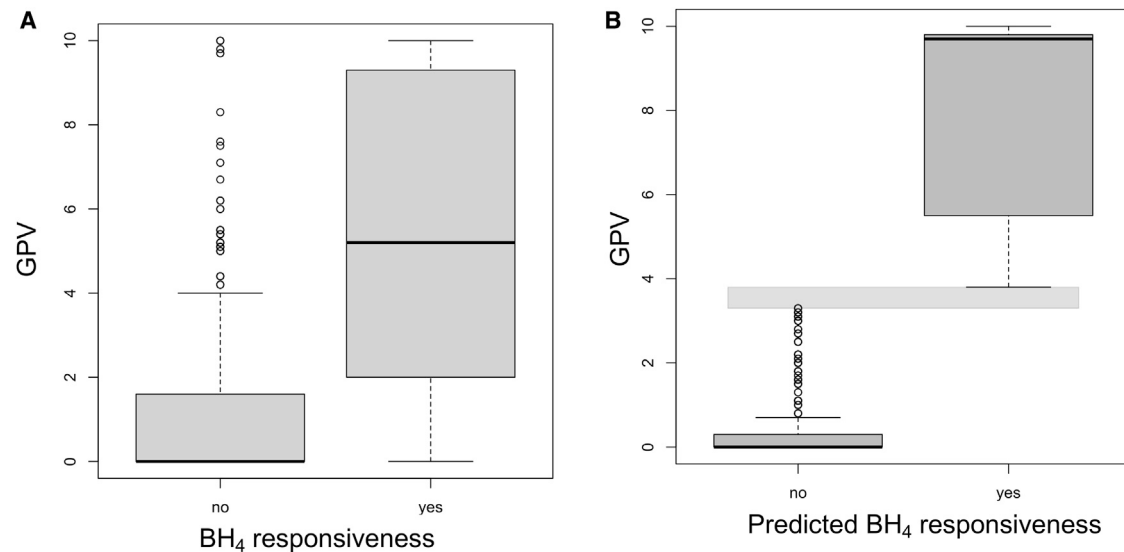 A
GPV
10
8
6
4
2
0
no yes
BH₄ responsiveness
B
GPV
10
8
6
4
2
0
no yes
Predicted BH₄ responsiveness